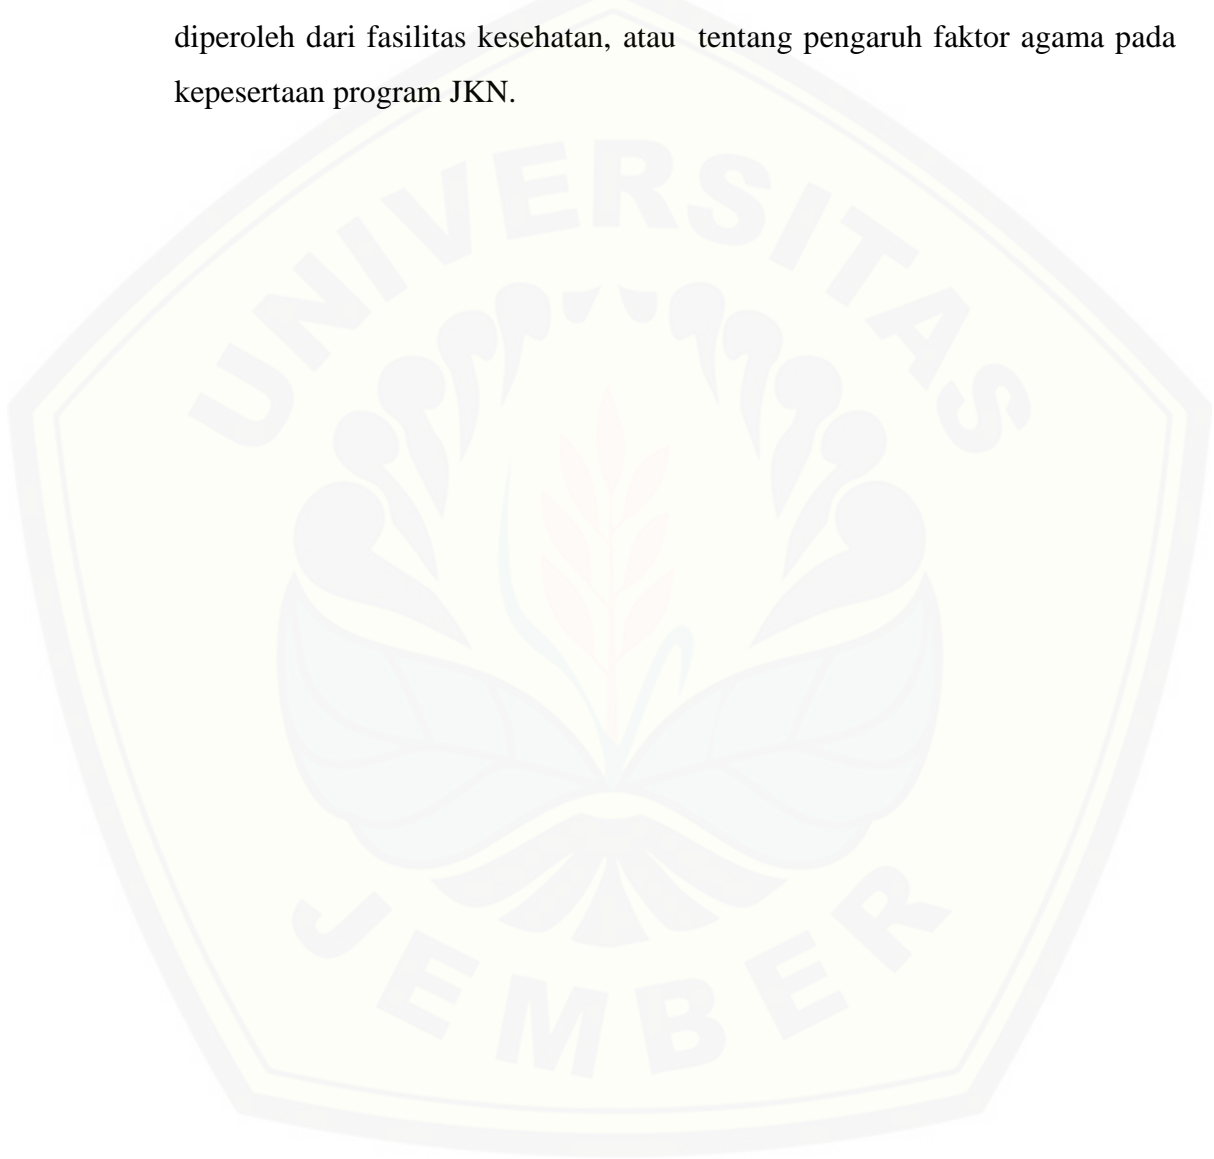 diperoleh dari fasilitas kesehatan, atau  tentang pengaruh faktor agama pada
kepesertaan program JKN.
UNIVERSITAS
JEMBER